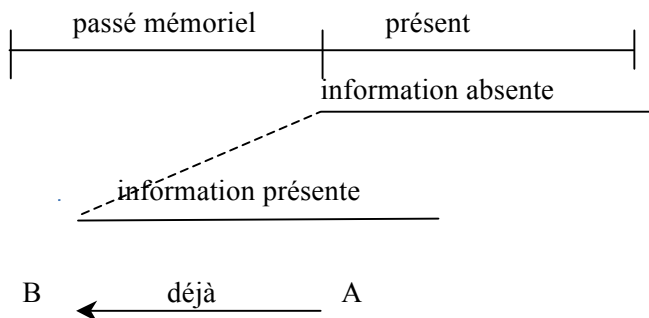 passé mémoriel présent
information absente
information présente
B déjà A